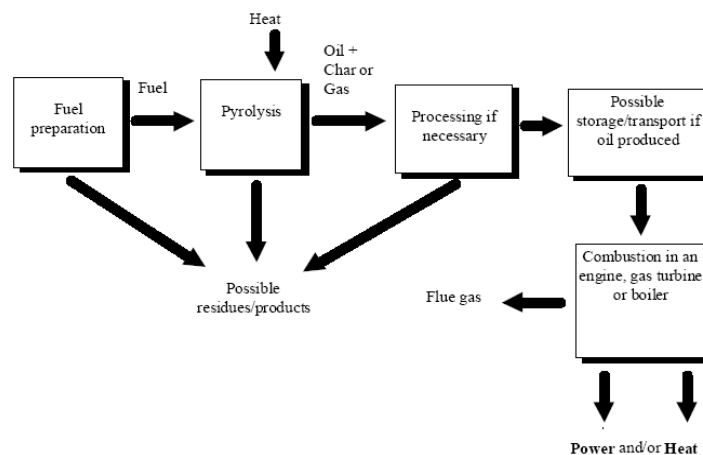 Heat
Oil +
Char or
Gas
Fuel
Fuel
preparation
Pyrolysis
Processing if
necessary
Possible
storage/transport if
oil produced
Possible
residues/products
Flue gas
Combustion in an
engine, gas turbine
or boiler
Power and/or Heat